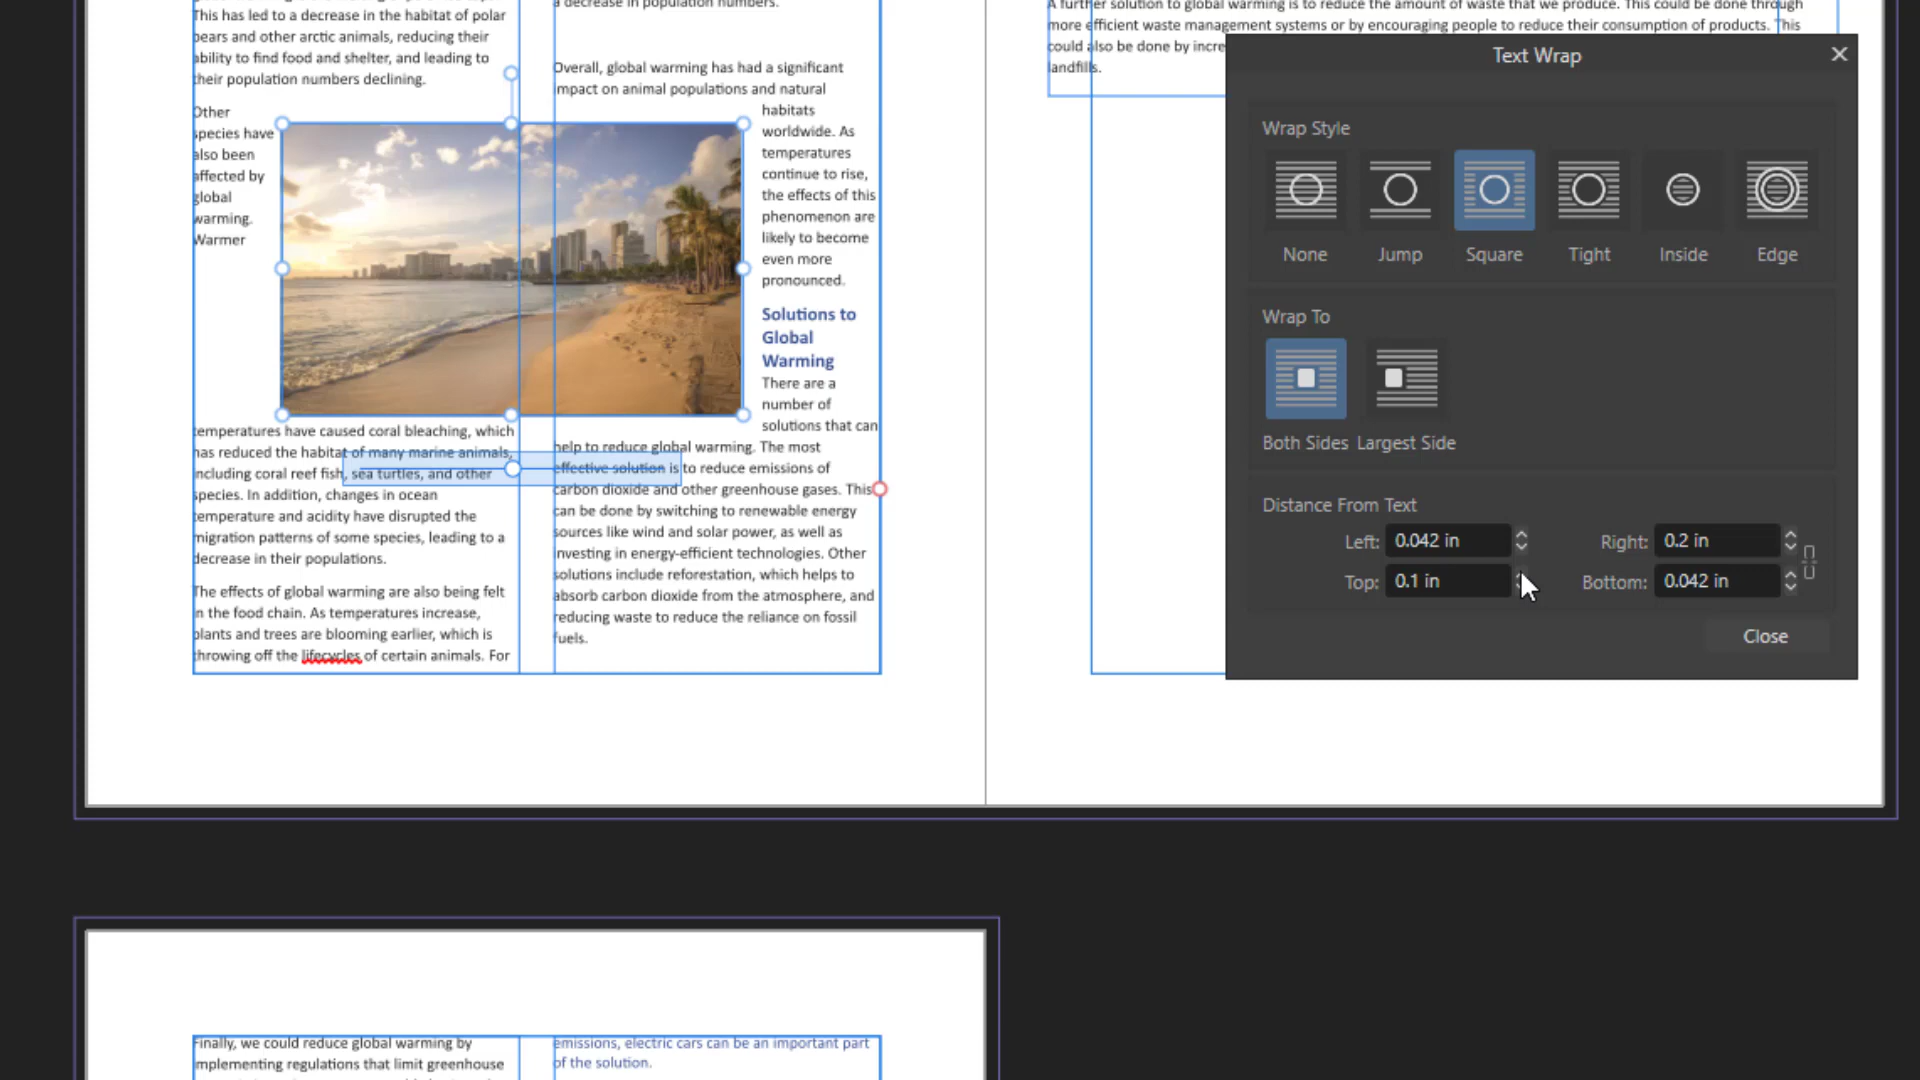 This has led to a decrease in the habitat of polar
bears and other arctic animals, reducing their
ability to find food and shelter, and leading to
their population numbers declining.
Other
species have
also been
affected by
global
warming.
Warmer
temperatures have caused coral bleaching, which
has reduced the habitat of many marine animals,
including coral reef fish, sea turtles, and other
species. In addition, changes in ocean
temperature and acidity have disrupted the
migration patterns of some species, leading to a
decrease in their populations.
The effects of global warming are also being felt
in the food chain. As temperatures increase,
plants and trees are blooming earlier, which is
throwing off the lifecycles of certain animals. For
a decrease in population numbers.
Overall, global warming has had a significant
impact on animal populations and natural
habitats
worldwide. As
temperatures
continue to rise,
the effects of this
phenomenon are
likely to become
even more
pronounced.
Solutions to
Global
Warming
There are a
number of
solutions that can
help to reduce global warming. The most
effective solution is to reduce emissions of
carbon dioxide and other greenhouse gases. This
can be done by switching to renewable energy
sources like wind and solar power, as well as
investing in energy-efficient technologies. Other
solutions include reforestation, which helps to
absorb carbon dioxide from the atmosphere, and
reducing waste to reduce the reliance on fossil
fuels.
A further solution to global warming is to reduce the amount of waste that we produce. This could be done through
more efficient waste management systems or by encouraging people to reduce their consumption of products. This
could also be done by incre
landfills.
Text Wrap
Wrap Style
None Jump Square Tight Inside Edge
Wrap To
Both Sides Largest Side
Distance From Text
Left: 0.042 in Right: 0.2 in
Top: 0.1 in Bottom: 0.042 in
Close
Finally, we could reduce global warming by
implementing regulations that limit greenhouse
emissions, electric cars can be an important part
of the solution.